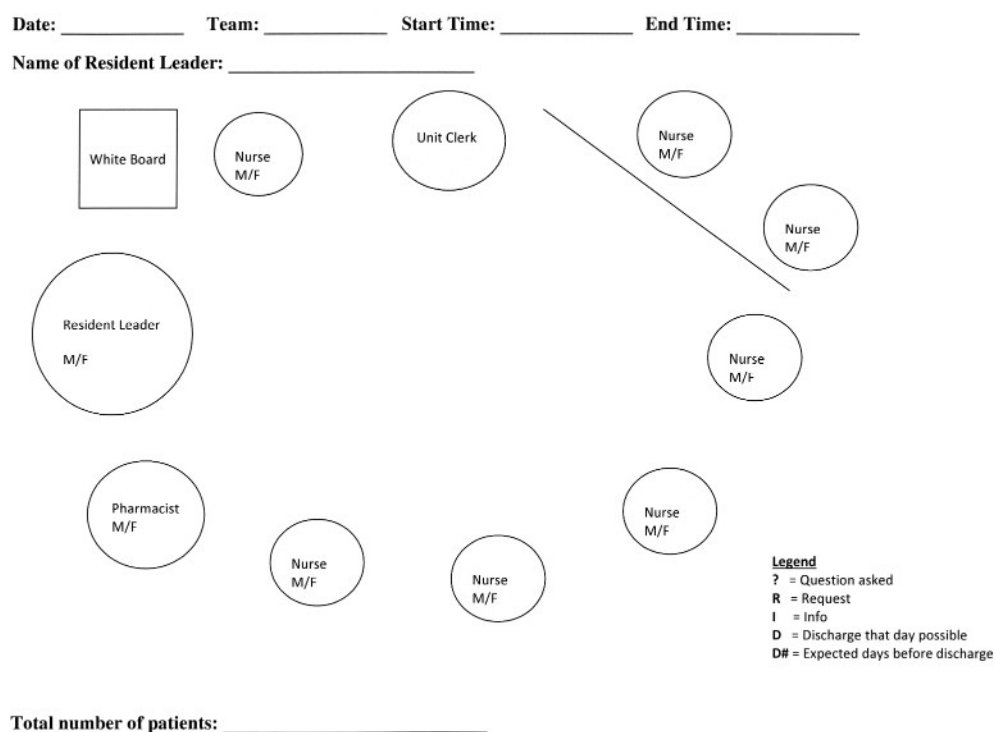 Date: ____________ Team: ____________ Start Time: _____________ End Time: ____________
Name of Resident Leader: ________________________
White Board
Nurse
M/F
Unit Clerk
Nurse
M/F
Nurse
M/F
Resident Leader
M/F
Nurse
M/F
Pharmacist
M/F
Nurse
M/F
Nurse
M/F
Nurse
M/F
Legend
? = Question asked
R = Request
I = Info
D = Discharge that day possible
D# = Expected days before discharge
Total number of patients: __________________________